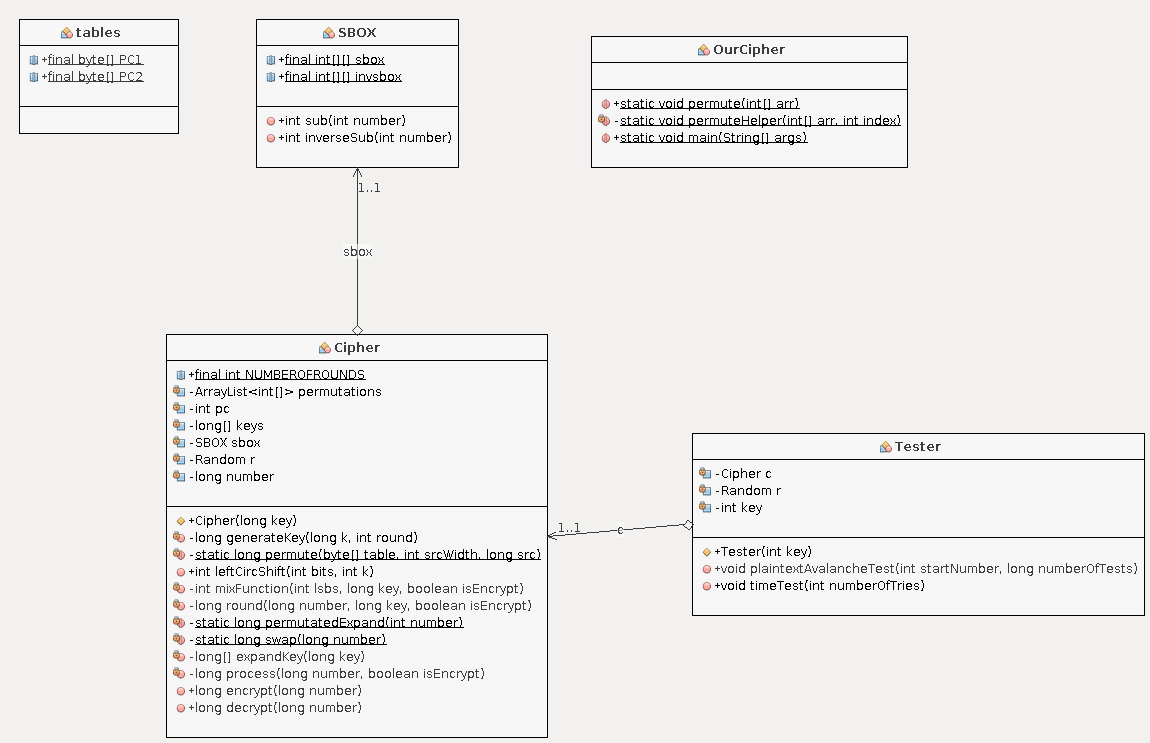 tables
+final byte[] PC1
+final byte[] PC2
SBOX
+final int[][] sbox
+final int[][] invsbox
+int sub(int number)
+int inverseSub(int number)
OurCipher
+static void permute(int[] arr)
-static void permuteHelper(int[] arr, int index)
+static void main(String[] args)
1..1
sbox
Cipher
+final int NUMBEROFROUNDS
-ArrayList<int[]> permutations
-int pc
-long[] keys
-SBOX sbox
-Random r
-long number
+Cipher(long key)
-long generateKey(long k, int round)
-static long permute(byte[] table, int srcWidth, long src)
+int leftCircShift(int bits, int k)
-int mixFunction(int lsbs, long key, boolean isEncrypt)
-long round(long number, long key, boolean isEncrypt)
-static long permutatedExpand(int number)
-static long swap(long number)
-long[] expandKey(long key)
-long process(long number, boolean isEncrypt)
+long encrypt(long number)
+long decrypt(long number)
1..1
c
Tester
-Cipher c
-Random r
-int key
+Tester(int key)
+void plaintextAvalancheTest(int startNumber, long numberOfTests)
+void timeTest(int numberOfTries)